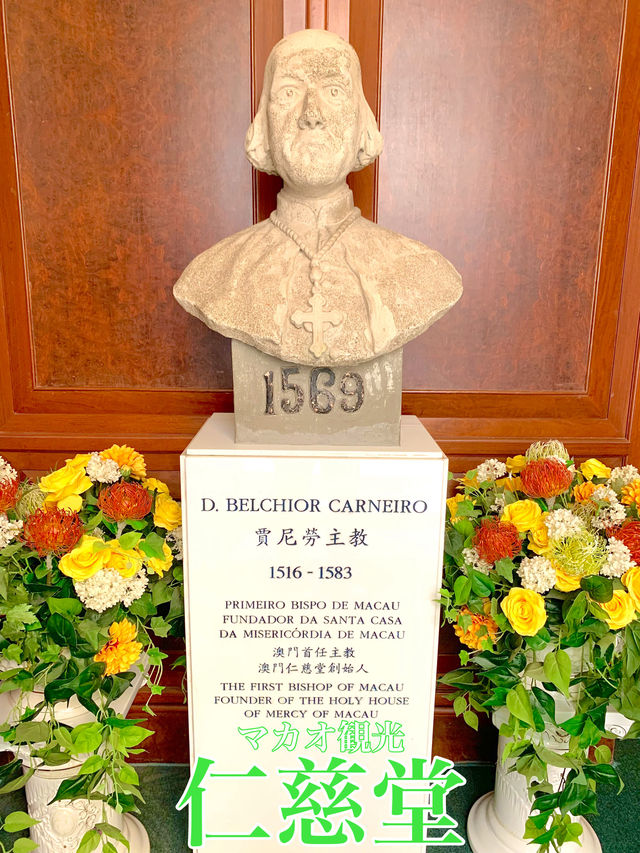 1569
D. BELCHIOR CARNEIRO
賈尼勞主教
1516 - 1583
PRIMEIRO BISPO DE MACAU
FUNDADOR DA SANTA CASA
DA MISERICÓRDIA DE MACAU
澳門首任主教
澳門仁慈堂創始人
THE FIRST BISHOP OF MACAU
FOUNDER OF THE HOLY HOUSE
OF MERCY OF MACAU
マカオ観光
仁慈堂